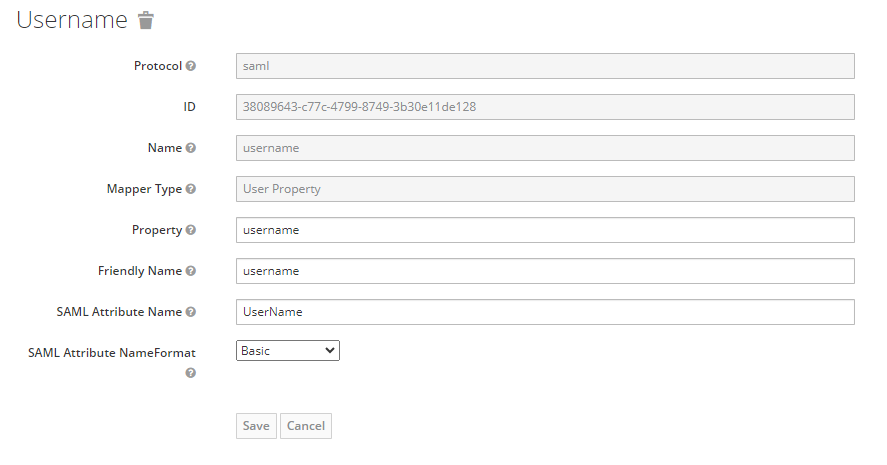 Username
Protocol saml
ID 38089643-c77c-4799-8749-3b30e11de128
Name username
Mapper Type User Property
Property username
Friendly Name username
SAML Attribute Name UserName
SAML Attribute NameFormat Basic
Save Cancel